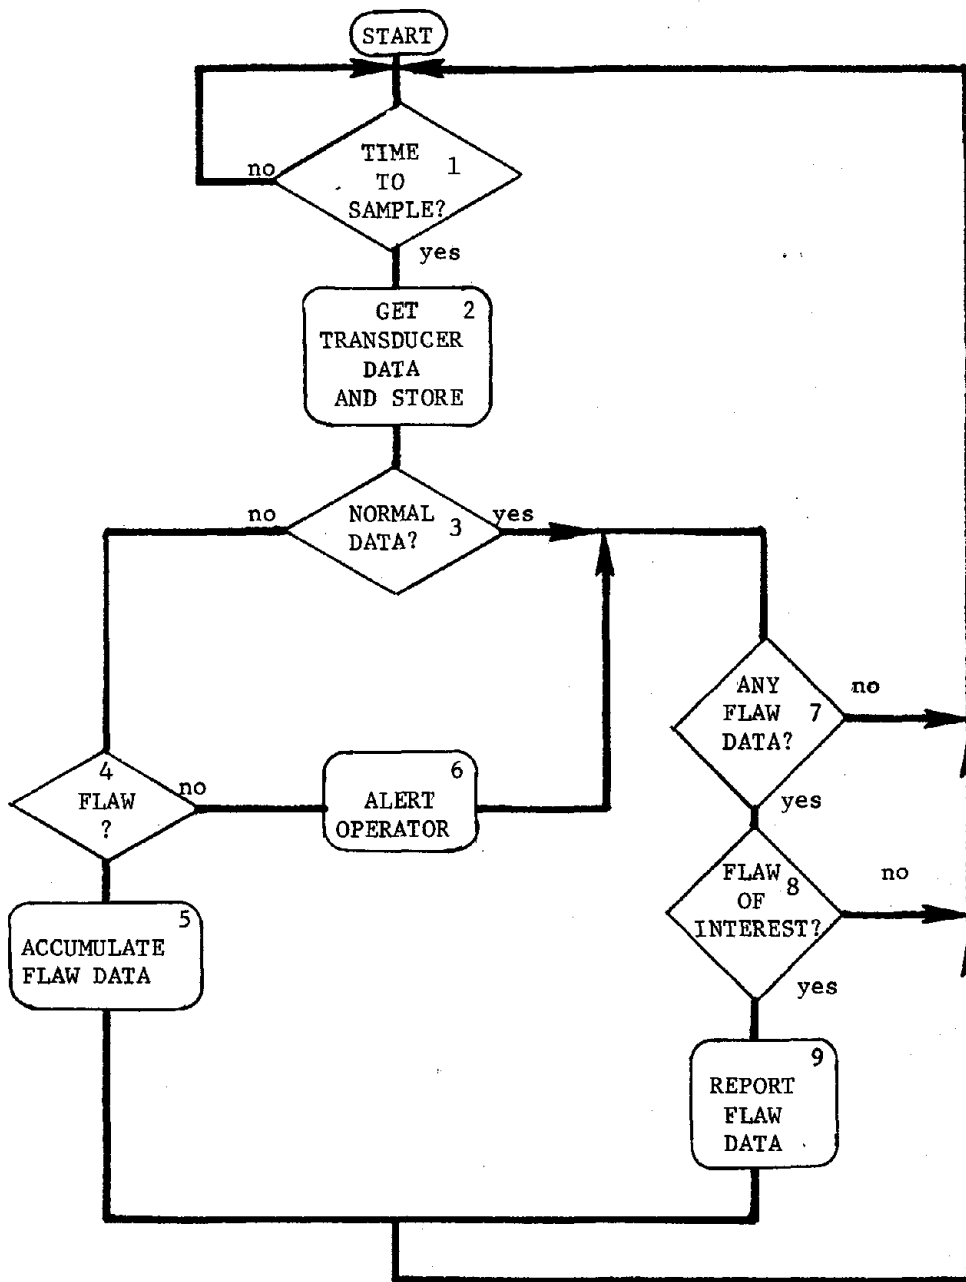 START
no
TIME 1
TO
SAMPLE?
yes
GET 2
TRANSDUCER
DATA
AND STORE
no
NORMAL
DATA? 3
yes
ANY
FLAW 7
DATA?
no
yes
4
FLAW
?
no
6
ALERT
OPERATOR
FLAW
OF 8
INTEREST?
no
yes
5
ACCUMULATE
FLAW DATA
9
REPORT
FLAW
DATA